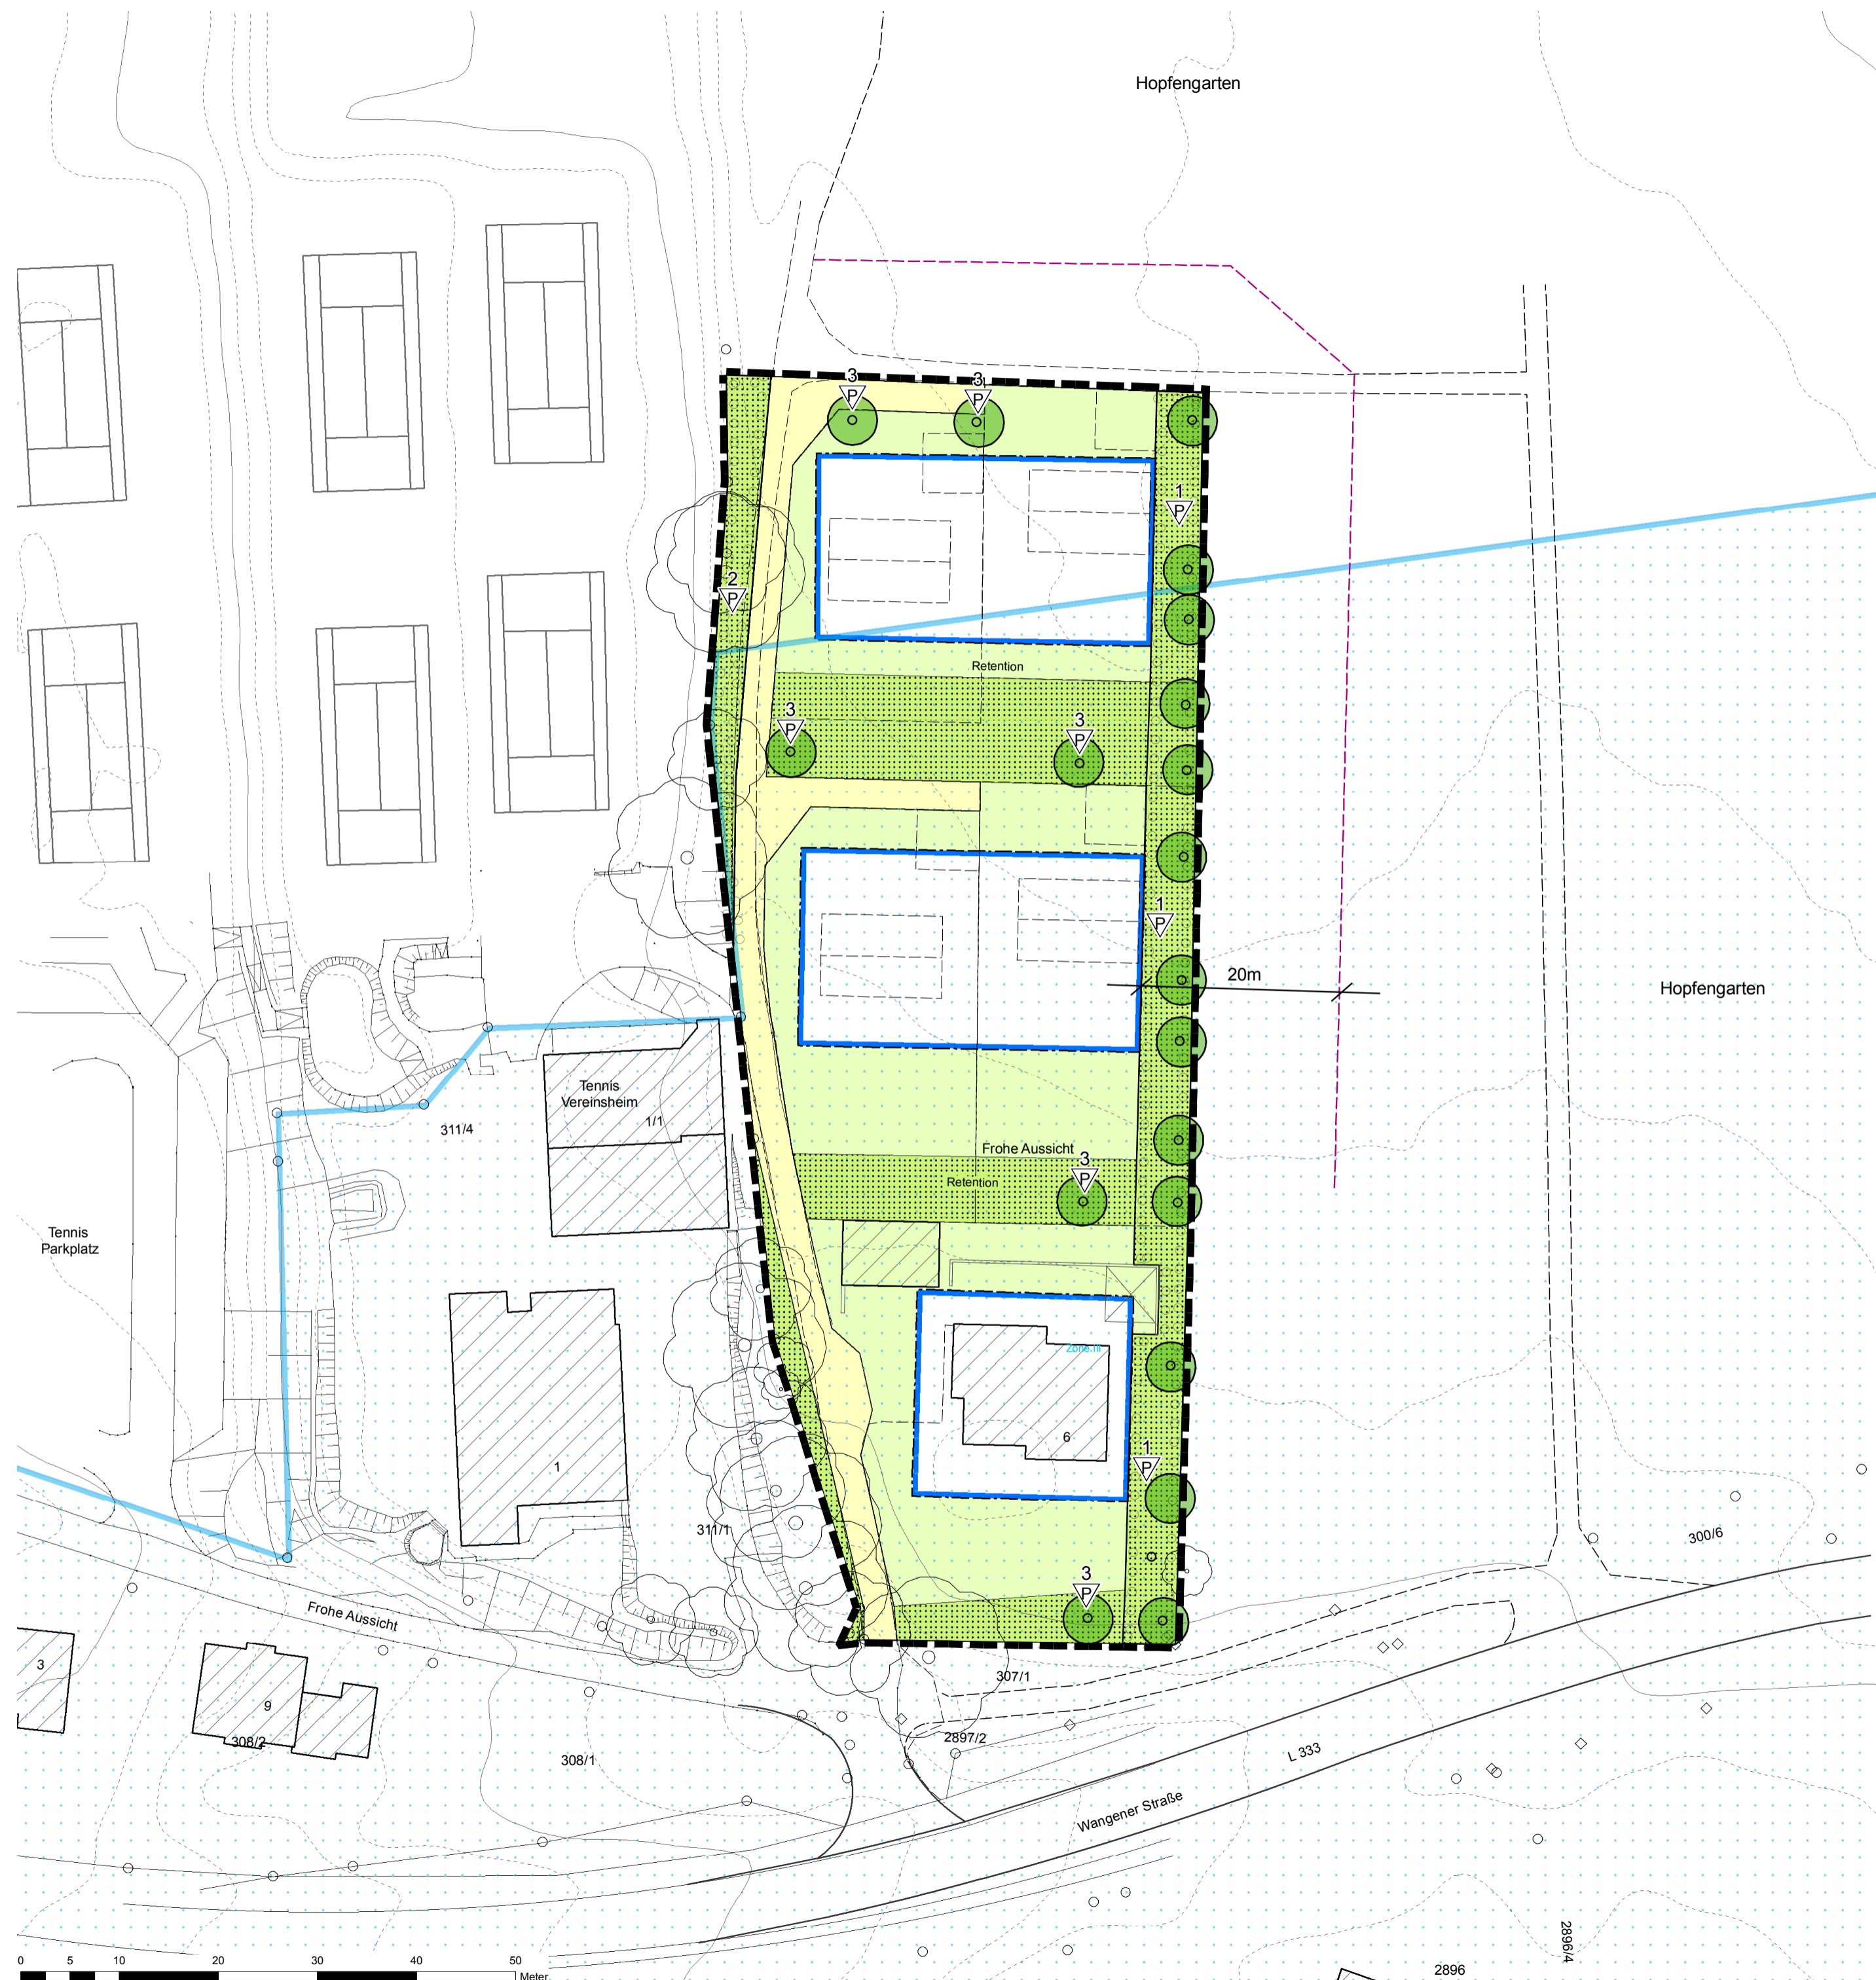 Hopfengarten
3
P
3
P
1
P
2
P
Retention
3
P
3
P
1
P
20m
Hopfengarten
Tennis
Vereinsheim
1/1
311/4
Frohe Aussicht
3
P
Retention
Tennis
Parkplatz
Zone III
6
1
P
1
311/1
300/6
3
P
Frohe Aussicht
3
9
308/2
307/1
308/1
2897/2
L 333
Wangener Straße
2896/4
2896
0 5 10 20 30 40 50
Meter